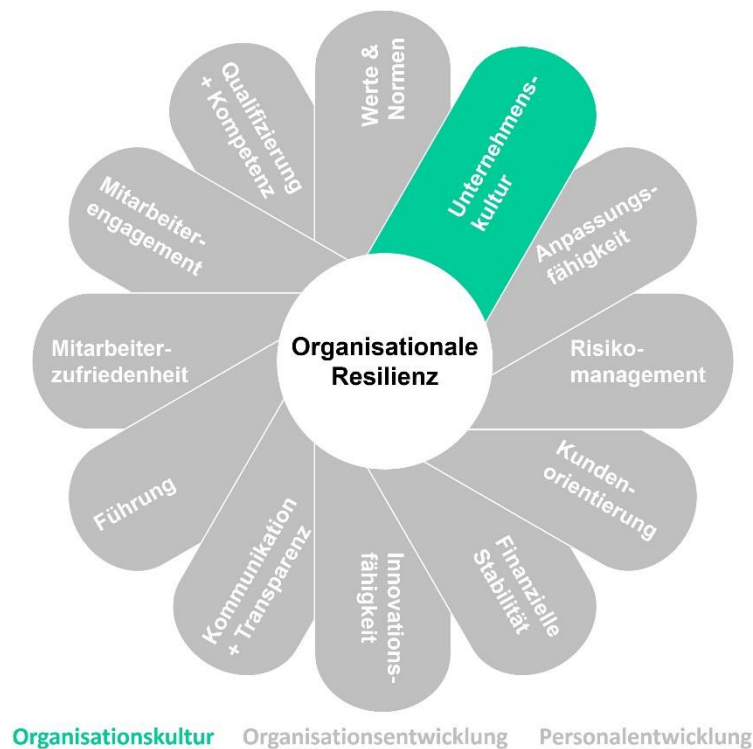 Werte &
Normen
Unternehmens-
kultur
Anpassungs-
fähigkeit
Risiko-
management
Kunden-
orientierung
Finanzielle
Stabilität
Innovations-
fähigkeit
Kommunikation
+ Transparenz
Führung
Mitarbeiter-
zufriedenheit
Mitarbeiter-
engagement
Qualifizierung
+ Kompetenz
Organisationale
Resilienz
Organisationskultur Organisationsentwicklung Personalentwicklung